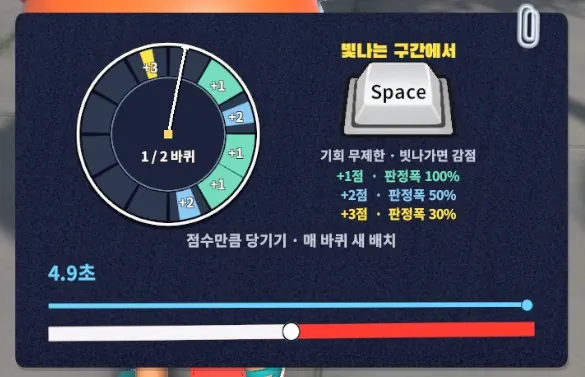 빛나는 구간에서
Space
+3
+1
+2
+1
+1
+2
1 / 2 바퀴
기회 무제한 · 빗나가면 감점
+1점 · 판정폭 100%
+2점 · 판정폭 50%
+3점 · 판정폭 30%
점수만큼 당기기 · 매 바퀴 새 배치
4.9초